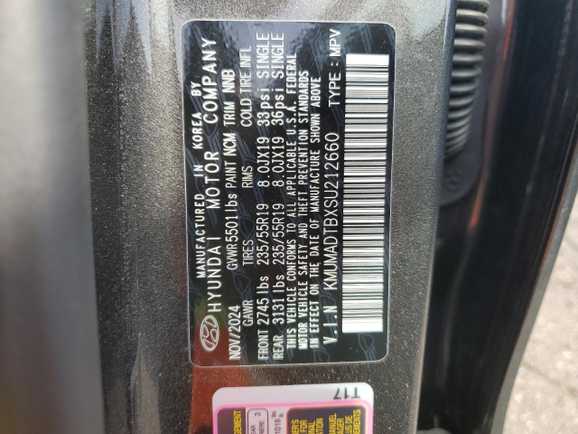 MANUFACTURED IN KOREA BY
HYUNDAI MOTOR COMPANY
NOV/2024 GVWR 5501 lbs PAINT NCM TRIM NNB
GAWR TIRES RIMS COLD TIRE INFL
FRONT 2745 lbs 235/55R19 8.0JX19 33psi SINGLE
REAR 3131 lbs 235/55R19 8.0JX19 36psi SINGLE
THIS VEHICLE CONFORMS TO ALL APPLICABLE U.S.A. FEDERAL
MOTOR VEHICLE SAFETY AND THEFT PREVENTION STANDARDS
IN EFFECT ON THE DATE OF MANUFACTURE SHOWN ABOVE
V.I.N KMUMADTBXSU212660 TYPE : MPV
T17